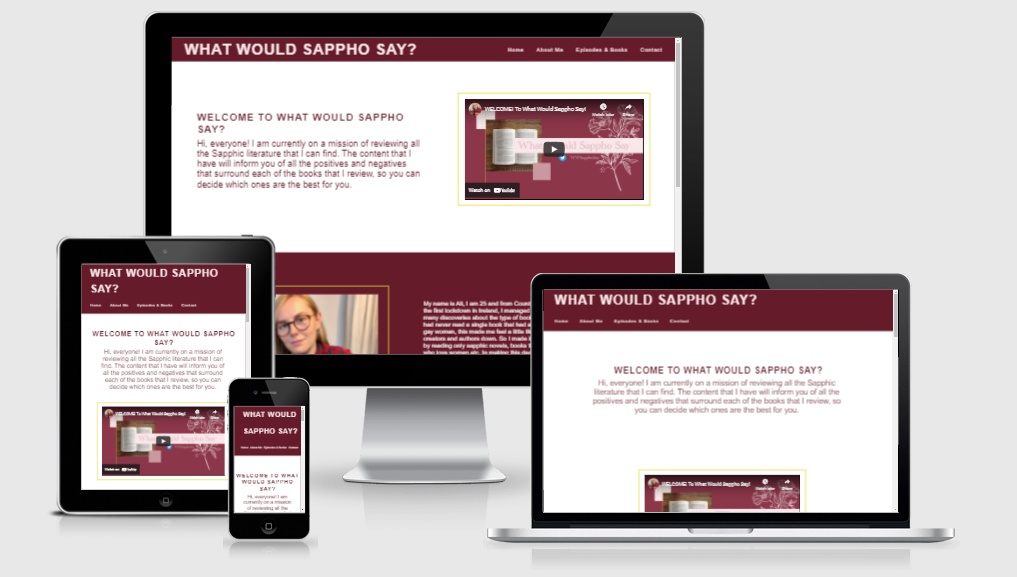 WHAT WOULD SAPPHO SAY?
Home About Me Episodes & Books Contact
WELCOME TO WHAT WOULD SAPPHO
SAY?
Hi, everyone! I am currently on a mission of reviewing all
the Sapphic literature that I can find. The content that I
have will inform you of all the positives and negatives
that surround each of the books that I review, so you can
decide which ones are the best for you.
WELCOME! To What Would Sappho Say!
Watch later Share
What Would Sappho Say
Watch on YouTube
My name is Ali, I am 25 and from Coun
the first lockdown in Ireland, I managed
many discoveries about the type of boo
had never read a single book that had a
gay women, this made me feel a little li
creators and authors down. So I made
by reading only sapphic novels, books
who love women etc. In making this de
WHAT WOULD SAPPHO
SAY?
Home About Me Episodes & Books Contact
WELCOME TO WHAT WOULD SAPPHO
SAY?
Hi, everyone! I am currently on a mission of
reviewing all the Sapphic literature that I can
find. The content that I have will inform you of
all the positives and negatives that surround
each of the books that I review, so you can
decide which ones are the best for you.
WELCOME! To What Would Sappho Say!
Watch on YouTube
WHAT WOULD
SAPPHO SAY?
Home About Me Episodes & Books Contact
WELCOME TO WHAT
WOULD SAPPHO
SAY?
Hi, everyone! I am
currently on a mission
of reviewing all the
Sapphic literature that
WHAT WOULD SAPPHO SAY?
Home About Me Episodes & Books Contact
WELCOME TO WHAT WOULD SAPPHO SAY?
Hi, everyone! I am currently on a mission of reviewing all the Sapphic
literature that I can find. The content that I have will inform you of all the
positives and negatives that surround each of the books that I review, so
you can decide which ones are the best for you.
WELCOME! To What Would Sappho Say!
Watch later Share